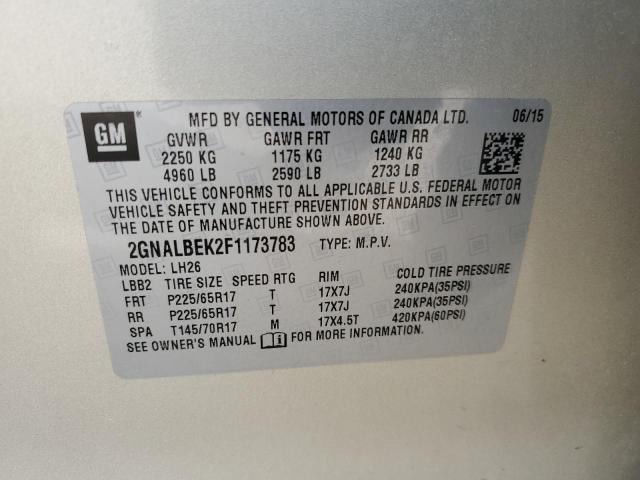 MFD BY GENERAL MOTORS OF CANADA LTD. 06/15
GM ®
GVWR GAWR FRT GAWR RR
2250 KG 1175 KG 1240 KG
4960 LB 2590 LB 2733 LB
THIS VEHICLE CONFORMS TO ALL APPLICABLE U.S. FEDERAL MOTOR
VEHICLE SAFETY AND THEFT PREVENTION STANDARDS IN EFFECT ON
THE DATE OF MANUFACTURE SHOWN ABOVE.
2GNALBEK2F1173783 TYPE: M.P.V.
MODEL: LH26
LBB2 TIRE SIZE SPEED RTG RIM COLD TIRE PRESSURE
FRT P225/65R17 T 17X7J 240KPA(35PSI)
RR P225/65R17 T 17X7J 240KPA(35PSI)
SPA T145/70R17 M 17X4.5T 420KPA(60PSI)
SEE OWNER'S MANUAL FOR MORE INFORMATION.